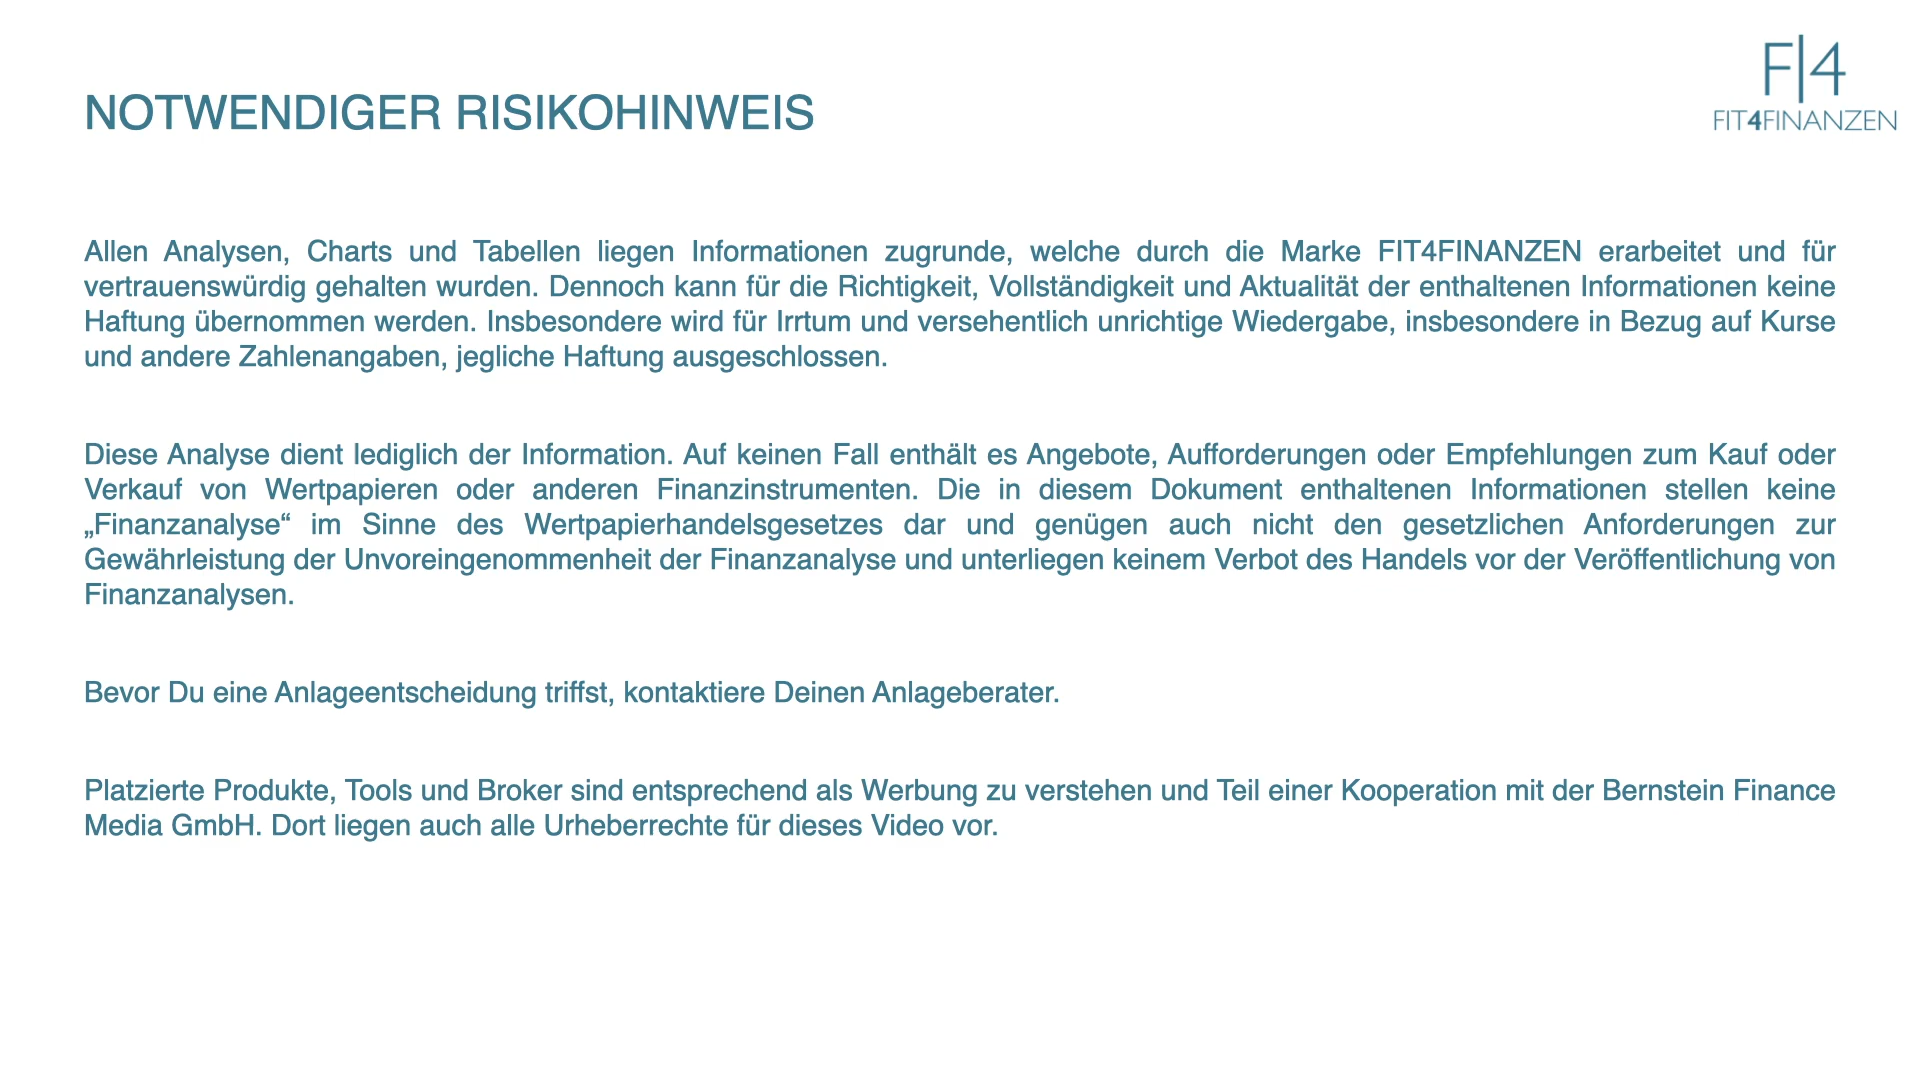 NOTWENDIGER RISIKOHINWEIS
F|4
FIT4FINANZEN
Allen Analysen, Charts und Tabellen liegen Informationen zugrunde, welche durch die Marke FIT4FINANZEN erarbeitet und für
vertrauenswürdig gehalten wurden. Dennoch kann für die Richtigkeit, Vollständigkeit und Aktualität der enthaltenen Informationen keine
Haftung übernommen werden. Insbesondere wird für Irrtum und versehentlich unrichtige Wiedergabe, insbesondere in Bezug auf Kurse
und andere Zahlenangaben, jegliche Haftung ausgeschlossen.
Diese Analyse dient lediglich der Information. Auf keinen Fall enthält es Angebote, Aufforderungen oder Empfehlungen zum Kauf oder
Verkauf von Wertpapieren oder anderen Finanzinstrumenten. Die in diesem Dokument enthaltenen Informationen stellen keine
„Finanzanalyse“ im Sinne des Wertpapierhandelsgesetzes dar und genügen auch nicht den gesetzlichen Anforderungen zur
Gewährleistung der Unvoreingenommenheit der Finanzanalyse und unterliegen keinem Verbot des Handels vor der Veröffentlichung von
Finanzanalysen.
Bevor Du eine Anlageentscheidung triffst, kontaktiere Deinen Anlageberater.
Platzierte Produkte, Tools und Broker sind entsprechend als Werbung zu verstehen und Teil einer Kooperation mit der Bernstein Finance
Media GmbH. Dort liegen auch alle Urheberrechte für dieses Video vor.